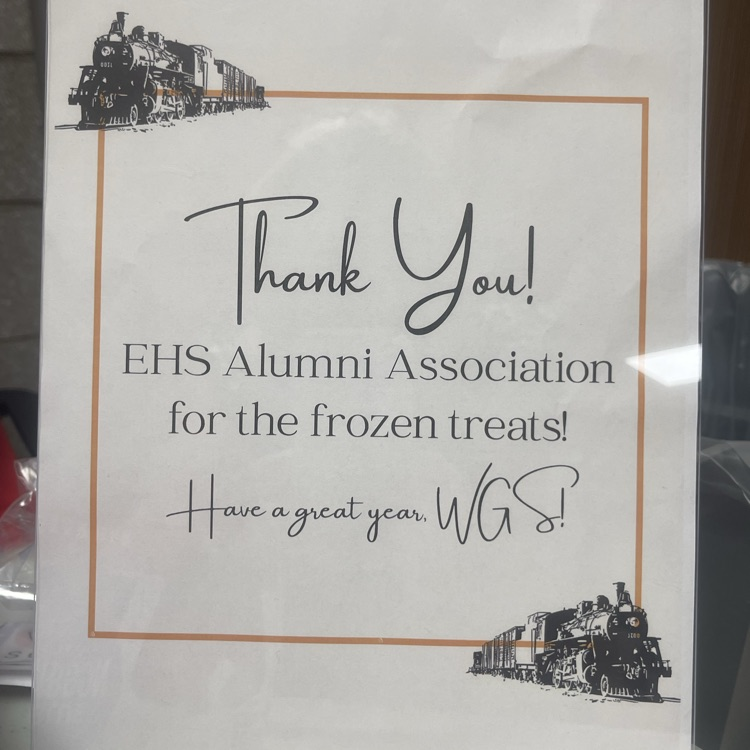 Thank You!
EHS Alumni Association
for the frozen treats!
Have a great year, WGS!